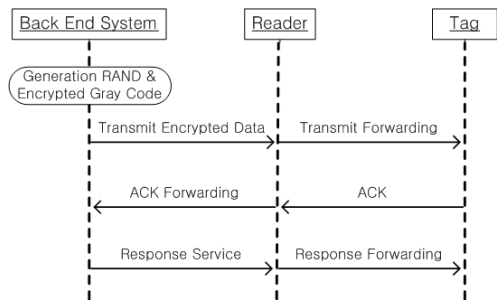 Back End System
Reader
Tag
Generation RAND &
Encrypted Gray Code
Transmit Encrypted Data
Transmit Forwarding
ACK Forwarding
ACK
Response Service
Response Forwarding